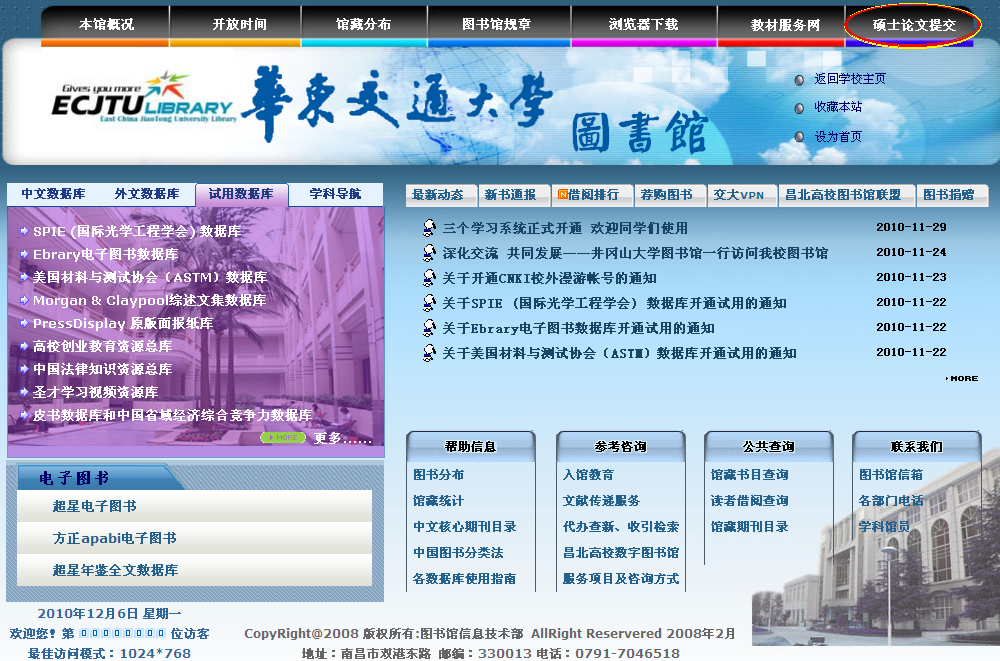 本馆概况 开放时间 馆藏分布 图书馆规章 浏览器下载 教材服务网 硕士论文提交
Gives you more
ECJTU LIBRARY
East China JiaoTong University Library
華东交通大学
圖書館
返回学校主页
收藏本站
设为首页
中文数据库 外文数据库 试用数据库 学科导航
SPIE (国际光学工程学会) 数据库
Ebrary电子图书数据库
美国材料与测试协会（ASTM）数据库
Morgan & Claypool综述文集数据库
PressDisplay 原版面报纸库
高校创业教育资源总库
中国法律知识资源总库
圣才学习视频资源库
皮书数据库和中国省域经济综合竞争力数据库
MORE 更多......
电子图书
超星电子图书
方正apabi电子图书
超星年鉴全文数据库
2010年12月6日 星期一
欢迎您! 第 00000000 位访客
最佳访问模式：1024*768
最新动态 新书通报 N借阅排行 荐购图书 交大VPN 昌北高校图书馆联盟 图书捐赠
三个学习系统正式开通 欢迎同学们使用 2010-11-29
深化交流 共同发展——井冈山大学图书馆一行访问我校图书馆 2010-11-24
关于开通CNKI校外漫游帐号的通知 2010-11-23
关于SPIE (国际光学工程学会) 数据库开通试用的通知 2010-11-22
关于Ebrary电子图书数据库开通试用的通知 2010-11-22
关于美国材料与测试协会（ASTM）数据库开通试用的通知 2010-11-22
MORE
帮助信息
图书分布
馆藏统计
中文核心期刊目录
中国图书分类法
各数据库使用指南
参考咨询
入馆教育
文献传递服务
代办查新、收引检索
昌北高校数字图书馆
服务项目及咨询方式
公共查询
馆藏书目查询
读者借阅查询
馆藏期刊目录
联系我们
图书馆信箱
各部门电话
学科馆员
CopyRight@2008 版权所有:图书馆信息技术部 AllRight Reservered 2008年2月
地址：南昌市双港东路 邮编：330013 电话：0791-7046518